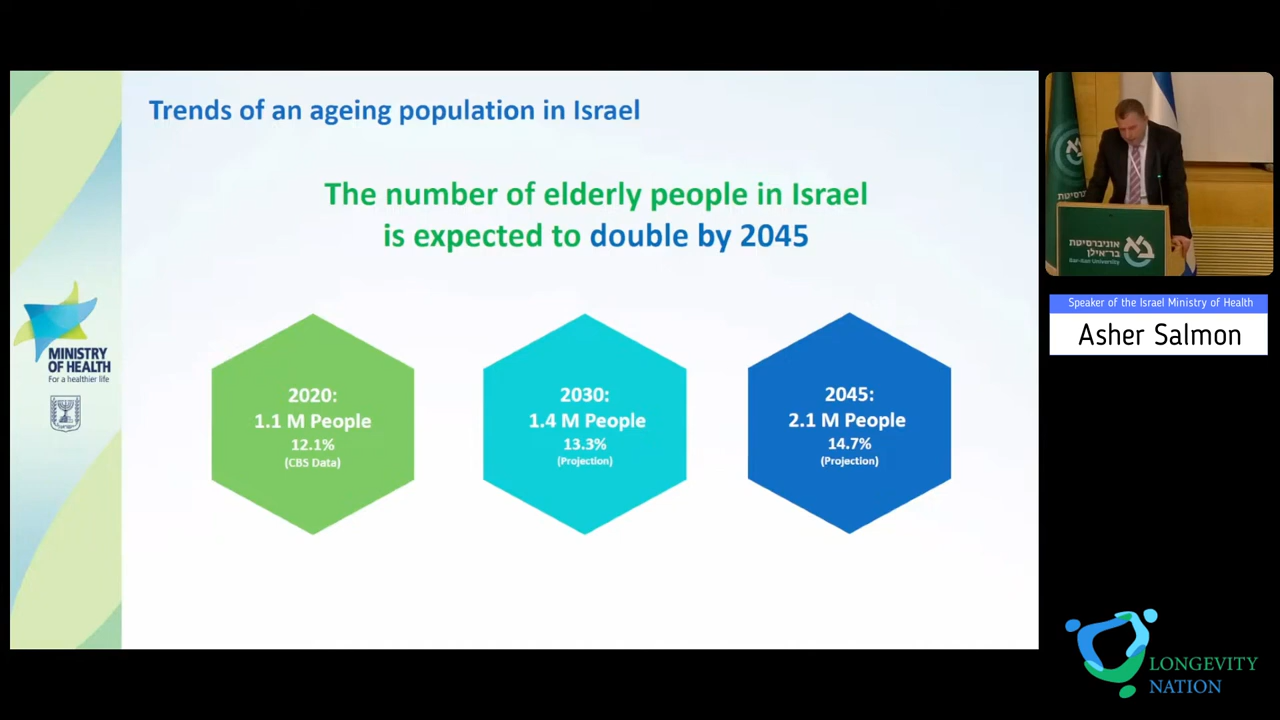 Trends of an ageing population in Israel
The number of elderly people in Israel
is expected to double by 2045
2020:
1.1 M People
12.1%
(CBS Data)
2030:
1.4 M People
13.3%
(Projection)
2045:
2.1 M People
14.7%
(Projection)
MINISTRY
OF HEALTH
For a healthier life
אוניברסיטת
בר-אילן
Bar-Ilan University
Speaker of the Israel Ministry of Health
Asher Salmon
LONGEVITY
NATION